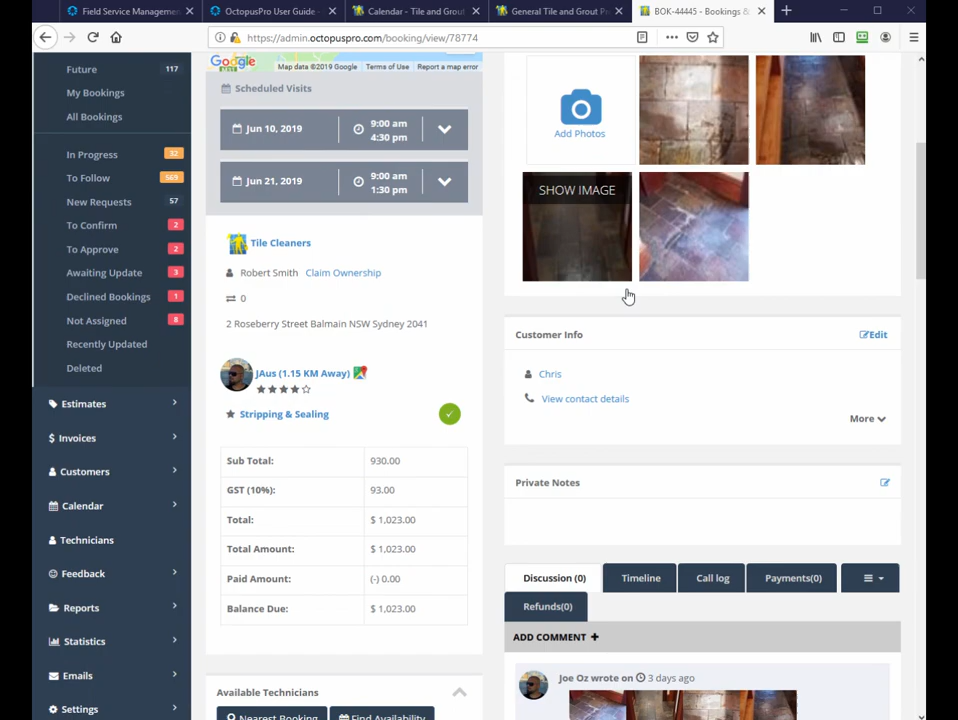 Field Service Managemen
OctopusPro User Guide -
Calendar - Tile and Grout
General Tile and Grout Pr
BOK-44445 - Bookings &
https://admin.octopuspro.com/booking/view/78774
Future 117
My Bookings
All Bookings
In Progress 32
To Follow 569
New Requests 57
To Confirm 2
To Approve 2
Awaiting Update 3
Declined Bookings 1
Not Assigned 8
Recently Updated
Deleted
Estimates
Invoices
Customers
Calendar
Technicians
Feedback
Reports
Statistics
Emails
Settings
Google
Map data ©2019 Google Terms of Use Report a map error
Scheduled Visits
Jun 10, 2019
9:00 am
4:30 pm
Jun 21, 2019
9:00 am
1:30 pm
Tile Cleaners
Robert Smith Claim Ownership
0
2 Roseberry Street Balmain NSW Sydney 2041
JAus (1.15 KM Away)
Stripping & Sealing
Sub Total: 930.00
GST (10%): 93.00
Total: $ 1,023.00
Total Amount: $ 1,023.00
Paid Amount: (-) 0.00
Balance Due: $ 1,023.00
Available Technicians
Nearest Booking Find Availability
Add Photos
SHOW IMAGE
Customer Info Edit
Chris
View contact details
More
Private Notes
Discussion (0) Timeline Call log Payments(0)
Refunds(0)
ADD COMMENT +
Joe Oz wrote on 3 days ago